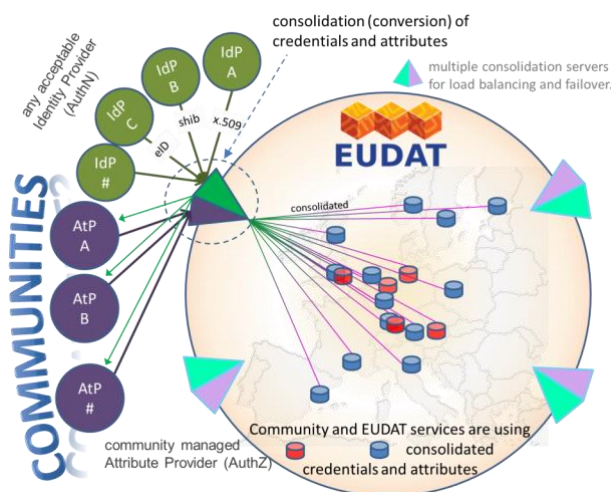 consolidation (conversion) of
credentials and attributes
any acceptable
Identity Provider
(AuthN)
IdP
A
IdP
B
IdP
C
IdP
#
x.509
shib
eID
multiple consolidation servers
for load balancing and failover.
EUDAT
COMMUNITIES
AtP
A
AtP
B
AtP
#
consolidated
community managed
Attribute Provider (AuthZ)
Community and EUDAT services are using
consolidated
credentials and attributes